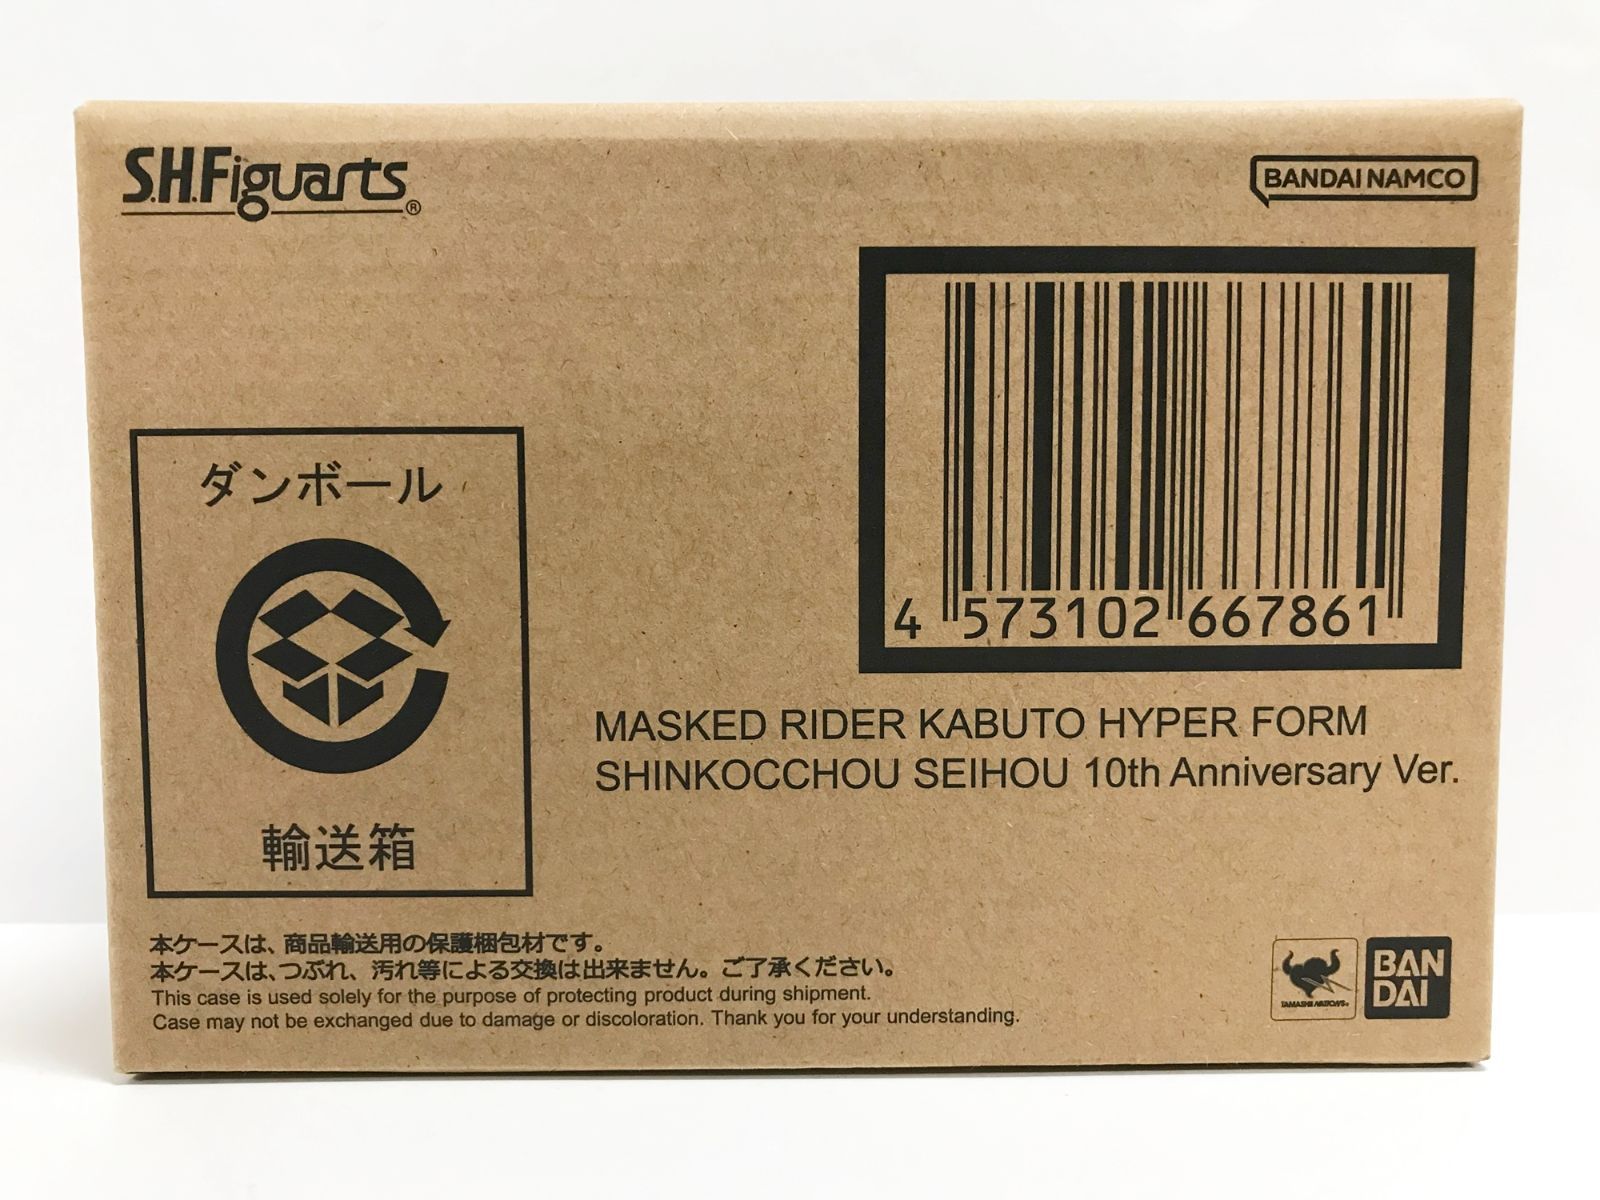 S.H.Figuarts®
BANDAI NAMCO
4 573102 667861
ダンボール
輸送箱
MASKED RIDER KABUTO HYPER FORM
SHINKOCCHOU SEIHOU 10th Anniversary Ver.
本ケースは、商品輸送用の保護梱包材です。
本ケースは、つぶれ、汚れ等による交換は出来ません。ご了承ください。
This case is used solely for the purpose of protecting product during shipment.
Case may not be exchanged due to damage or discoloration. Thank you for your understanding.
TAMASHII NATIONS®
BAN
DAI